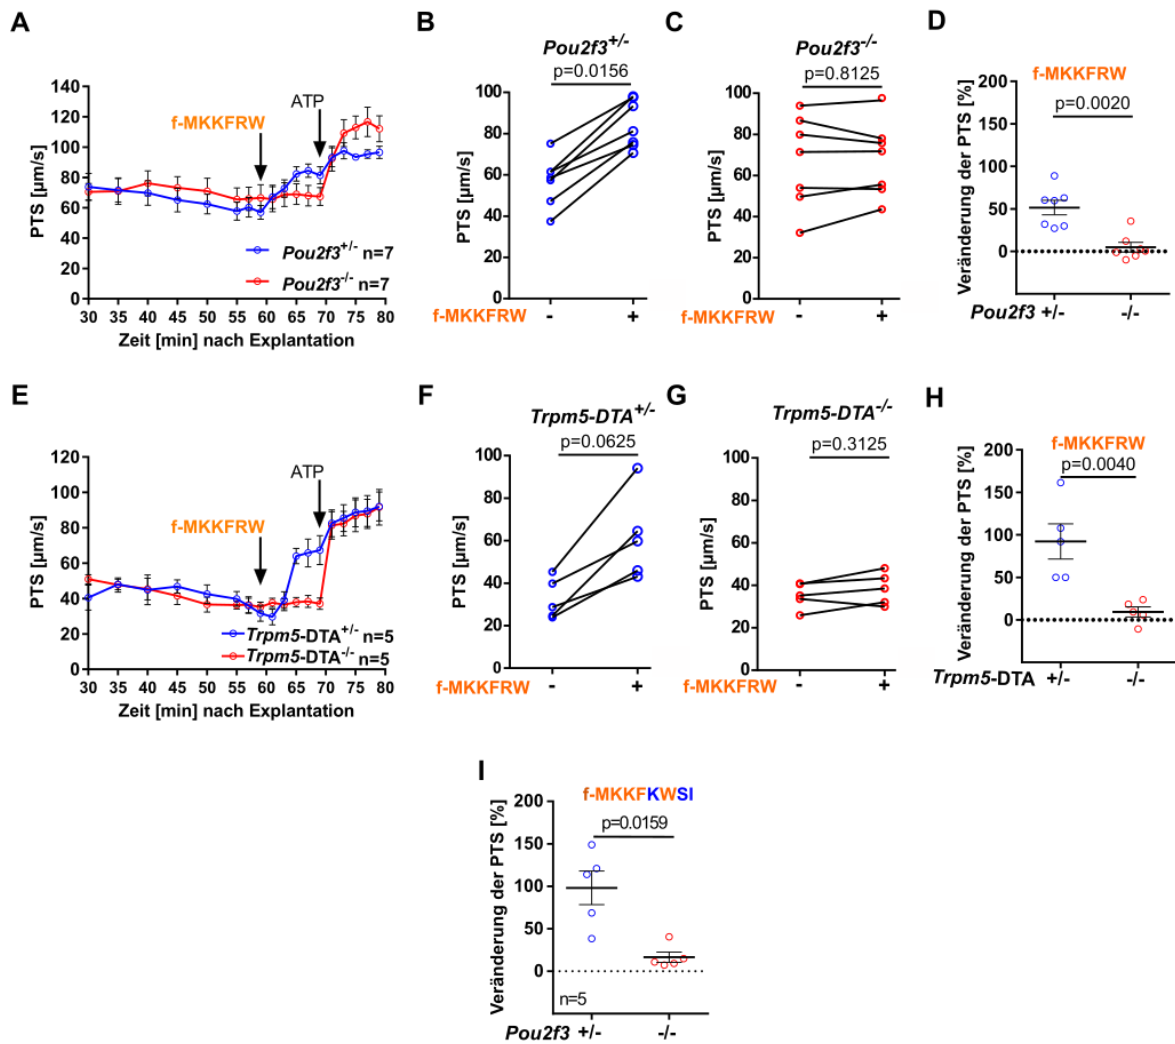 A
PTS [µm/s]
140
120
100
80
60
40
20
0
f-MKKFRW
ATP
Pou2f3+/- n=7
Pou2f3-/- n=7
30 35 40 45 50 55 60 65 70 75 80
Zeit [min] nach Explantation
B
Pou2f3+/-
p=0.0156
PTS [µm/s]
100
80
60
40
20
0
f-MKKFRW - +
C
Pou2f3-/-
p=0.8125
PTS [µm/s]
100
80
60
40
20
0
f-MKKFRW - +
D
f-MKKFRW
p=0.0020
Veränderung der PTS [%]
200
150
100
50
0
Pou2f3 +/- -/-
E
PTS [µm/s]
120
100
80
60
40
20
0
f-MKKFRW
ATP
Trpm5-DTA+/- n=5
Trpm5-DTA-/- n=5
30 35 40 45 50 55 60 65 70 75 80
Zeit [min] nach Explantation
F
Trpm5-DTA+/-
p=0.0625
PTS [µm/s]
100
80
60
40
20
0
f-MKKFRW - +
G
Trpm5-DTA-/-
p=0.3125
PTS [µm/s]
100
80
60
40
20
0
f-MKKFRW - +
H
f-MKKFRW
p=0.0040
Veränderung der PTS [%]
200
150
100
50
0
Trpm5-DTA +/- -/-
I
f-MKKFKWSI
p=0.0159
Veränderung der PTS [%]
200
150
100
50
0
n=5
Pou2f3 +/- -/-